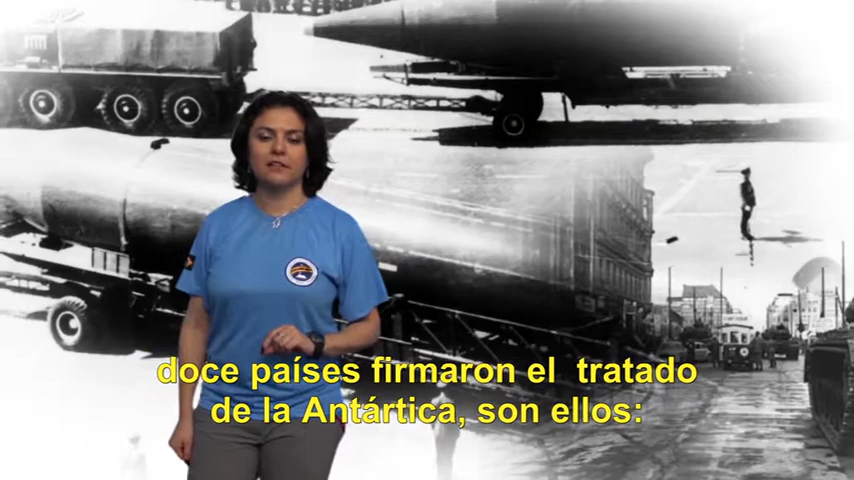 doce países firmaron el  tratado
de la Antártica, son ellos: